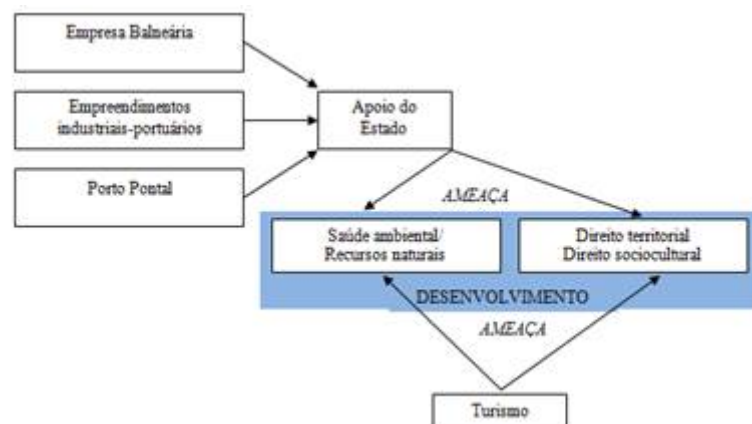 Empresa Balneária
Empreendimentos
industriais-portuários
Apoio do
Estado
Porto Pontal
AMEAÇA
Saúde ambiental/
Recursos naturais
Direito territorial
Direito sociocultural
DESENVOLVIMENTO
AMEAÇA
Turismo